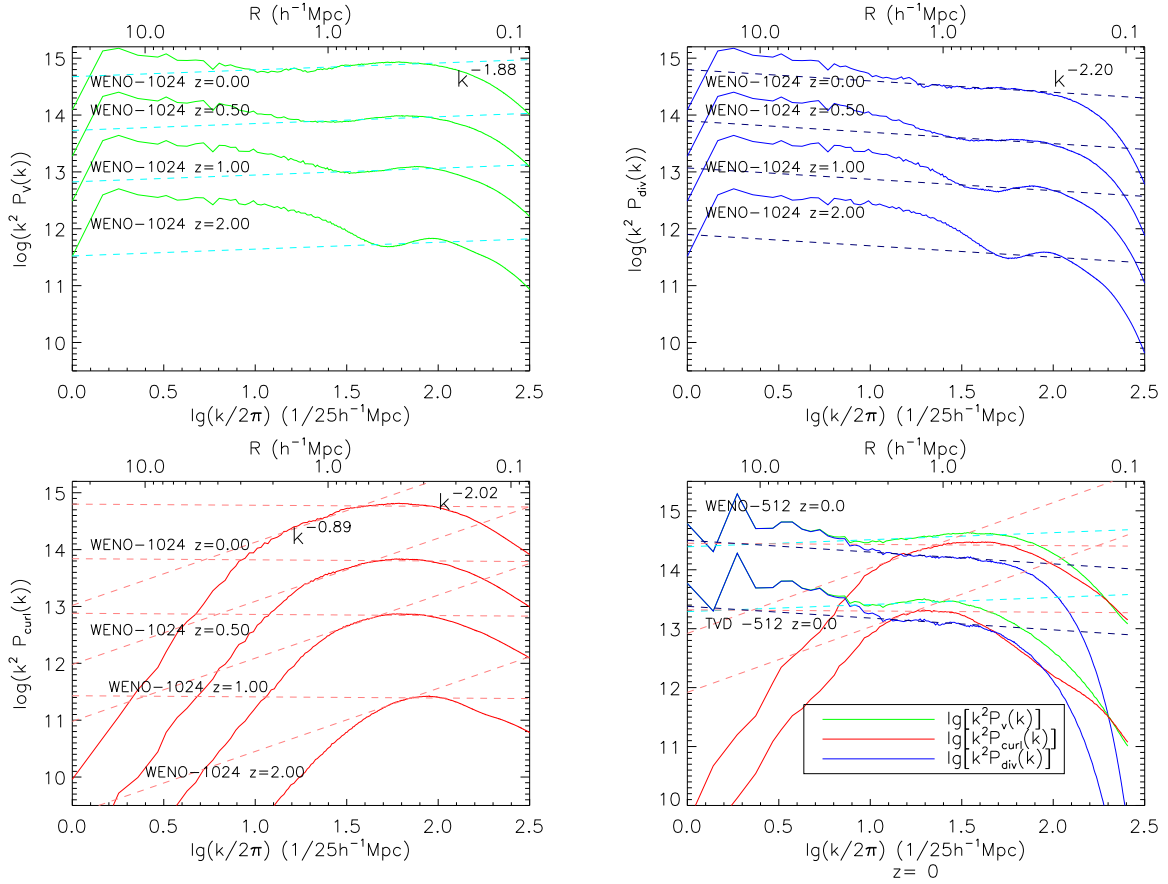 R (h⁻¹Mpc)
10.0 1.0 0.1
15
14
13
12
11
10
log(k² Pᵥ(k))
k⁻¹·⁸⁸
WENO-1024 z=0.00
WENO-1024 z=0.50
WENO-1024 z=1.00
WENO-1024 z=2.00
0.0 0.5 1.0 1.5 2.0 2.5
lg(k/2π) (1/25h⁻¹Mpc)
R (h⁻¹Mpc)
10.0 1.0 0.1
15
14
13
12
11
10
log(k² P_div(k))
k⁻²·²⁰
WENO-1024 z=0.00
WENO-1024 z=0.50
WENO-1024 z=1.00
WENO-1024 z=2.00
0.0 0.5 1.0 1.5 2.0 2.5
lg(k/2π) (1/25h⁻¹Mpc)
R (h⁻¹Mpc)
10.0 1.0 0.1
15
14
13
12
11
10
log(k² P_curl(k))
k⁻²·⁰²
k⁻⁰·⁸⁹
WENO-1024 z=0.00
WENO-1024 z=0.50
WENO-1024 z=1.00
WENO-1024 z=2.00
0.0 0.5 1.0 1.5 2.0 2.5
lg(k/2π) (1/25h⁻¹Mpc)
R (h⁻¹Mpc)
10.0 1.0 0.1
15
14
13
12
11
10
WENO-512 z=0.0
TVD -512 z=0.0
lg[k²Pᵥ(k)]
lg[k²P_curl(k)]
lg[k²P_div(k)]
0.0 0.5 1.0 1.5 2.0 2.5
lg(k/2π) (1/25h⁻¹Mpc)
z= 0